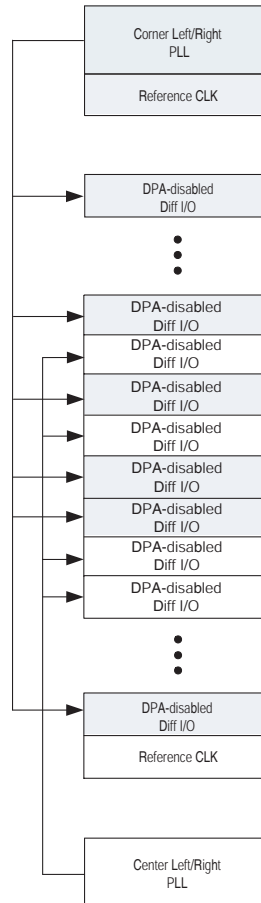 Corner Left/Right
PLL
Reference CLK
DPA-disabled
Diff I/O
DPA-disabled
Diff I/O
DPA-disabled
Diff I/O
DPA-disabled
Diff I/O
DPA-disabled
Diff I/O
DPA-disabled
Diff I/O
DPA-disabled
Diff I/O
DPA-disabled
Diff I/O
DPA-disabled
Diff I/O
DPA-disabled
Diff I/O
Reference CLK
Center Left/Right
PLL